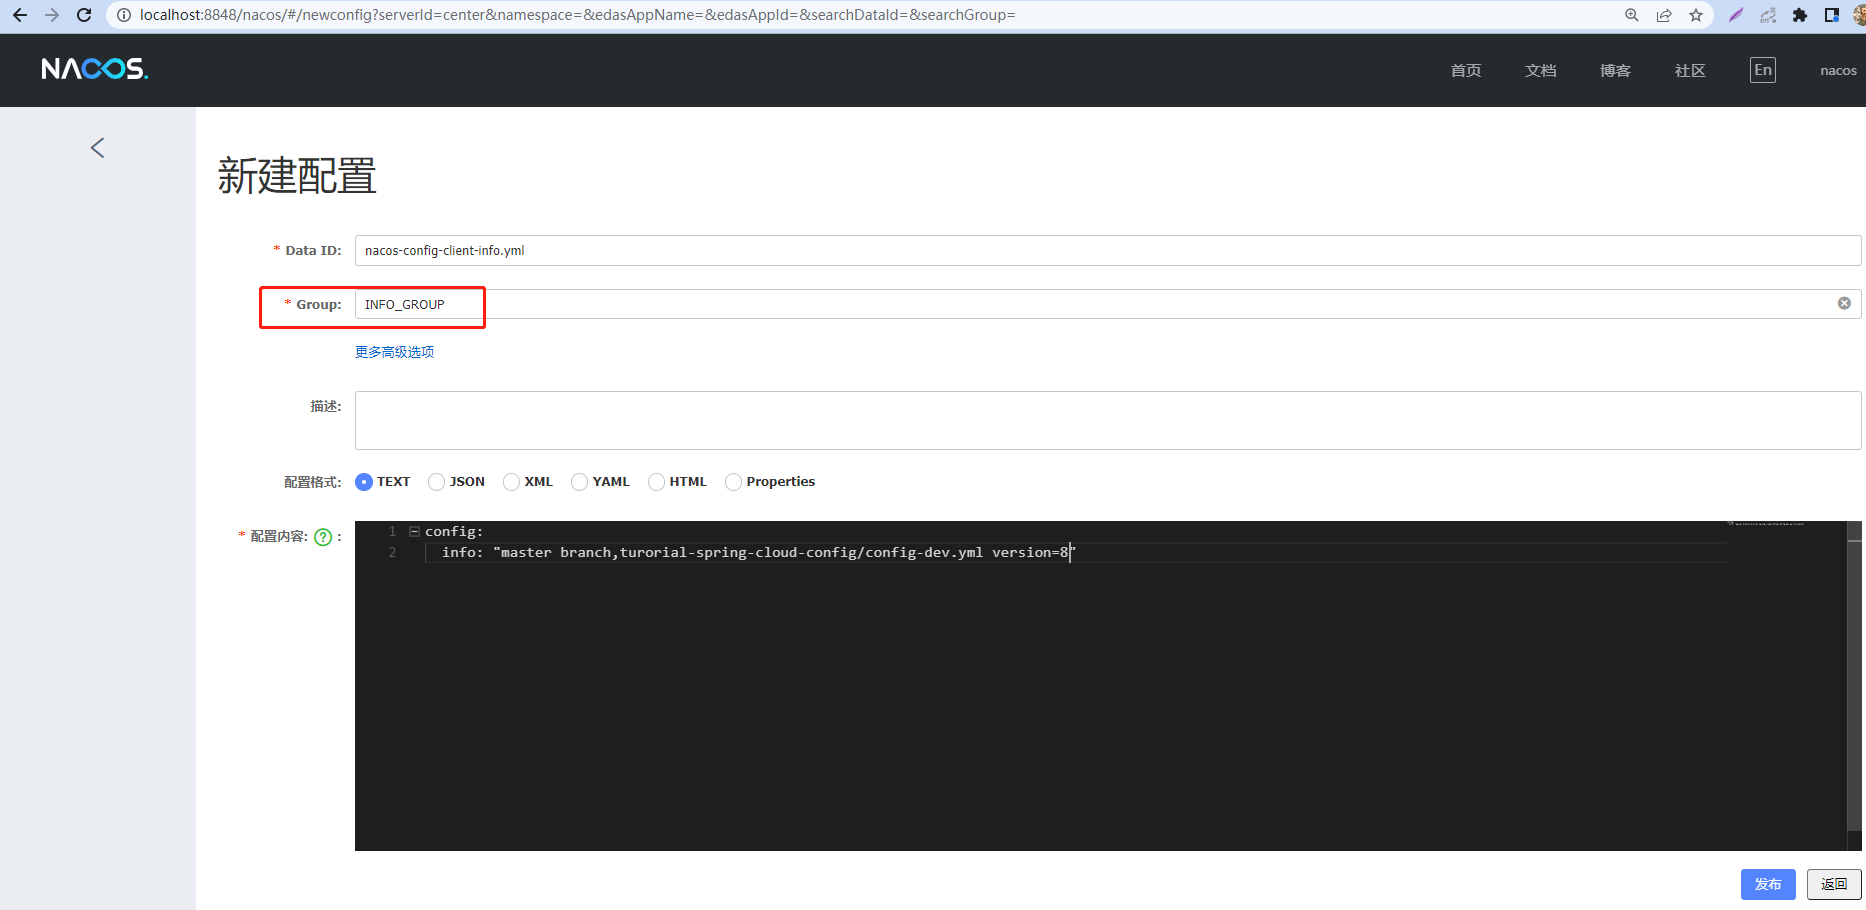 localhost:8848/nacos/#/newconfig?serverId=center&namespace=&edasAppName=&edasAppId=&searchDataId=&searchGroup=
NACOS.
首页 文档 博客 社区 En nacos
新建配置
* Data ID: nacos-config-client-info.yml
* Group: INFO_GROUP
更多高级选项
描述:
配置格式: TEXT JSON XML YAML HTML Properties
* 配置内容: ? :
1 config:
2 info: "master branch,turorial-spring-cloud-config/config-dev.yml version=8"
发布 返回